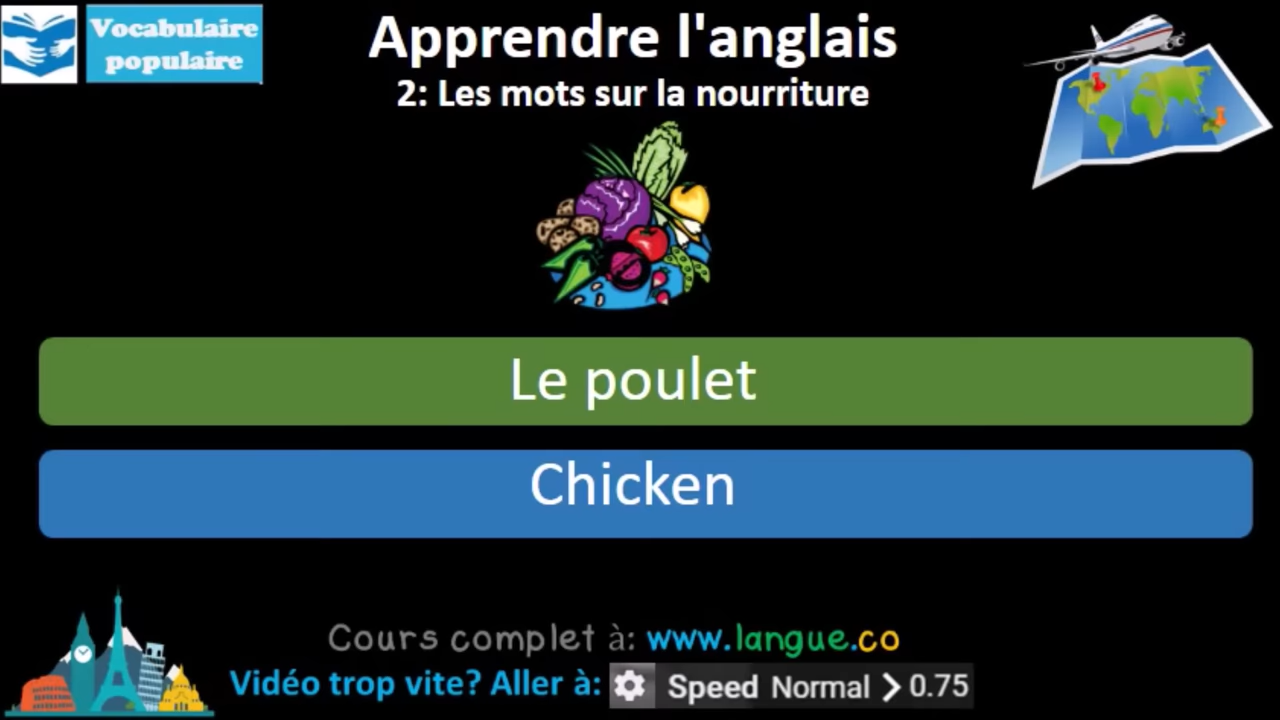 Vocabulaire
populaire
Apprendre l'anglais
2: Les mots sur la nourriture
Le poulet
Chicken
Cours complet à: www.langue.co
Vidéo trop vite? Aller à: Speed Normal > 0.75